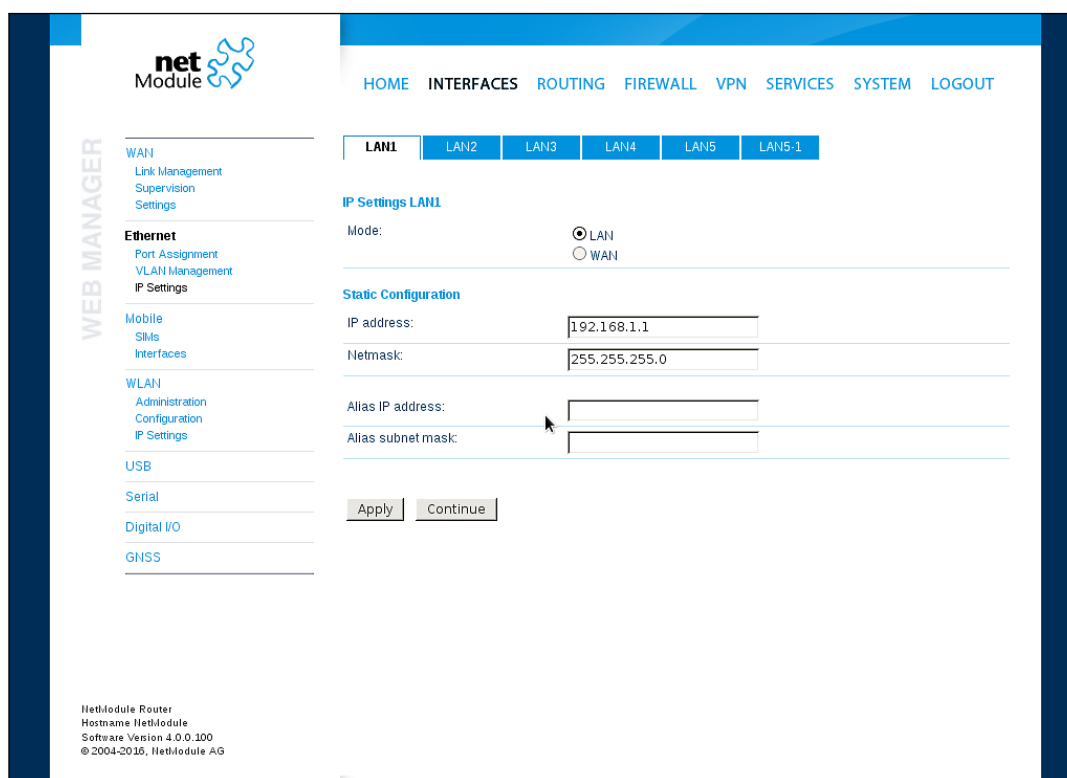 net
Module
HOME INTERFACES ROUTING FIREWALL VPN SERVICES SYSTEM LOGOUT
WEB MANAGER
WAN
Link Management
Supervision
Settings
Ethernet
Port Assignment
VLAN Management
IP Settings
Mobile
SIMs
Interfaces
WLAN
Administration
Configuration
IP Settings
USB
Serial
Digital I/O
GNSS
LAN1 LAN2 LAN3 LAN4 LAN5 LAN5-1
IP Settings LAN1
Mode:
LAN
WAN
Static Configuration
IP address: 192.168.1.1
Netmask: 255.255.255.0
Alias IP address:
Alias subnet mask:
Apply Continue
NetModule Router
Hostname NetModule
Software Version 4.0.0.100
© 2004-2016, NetModule AG